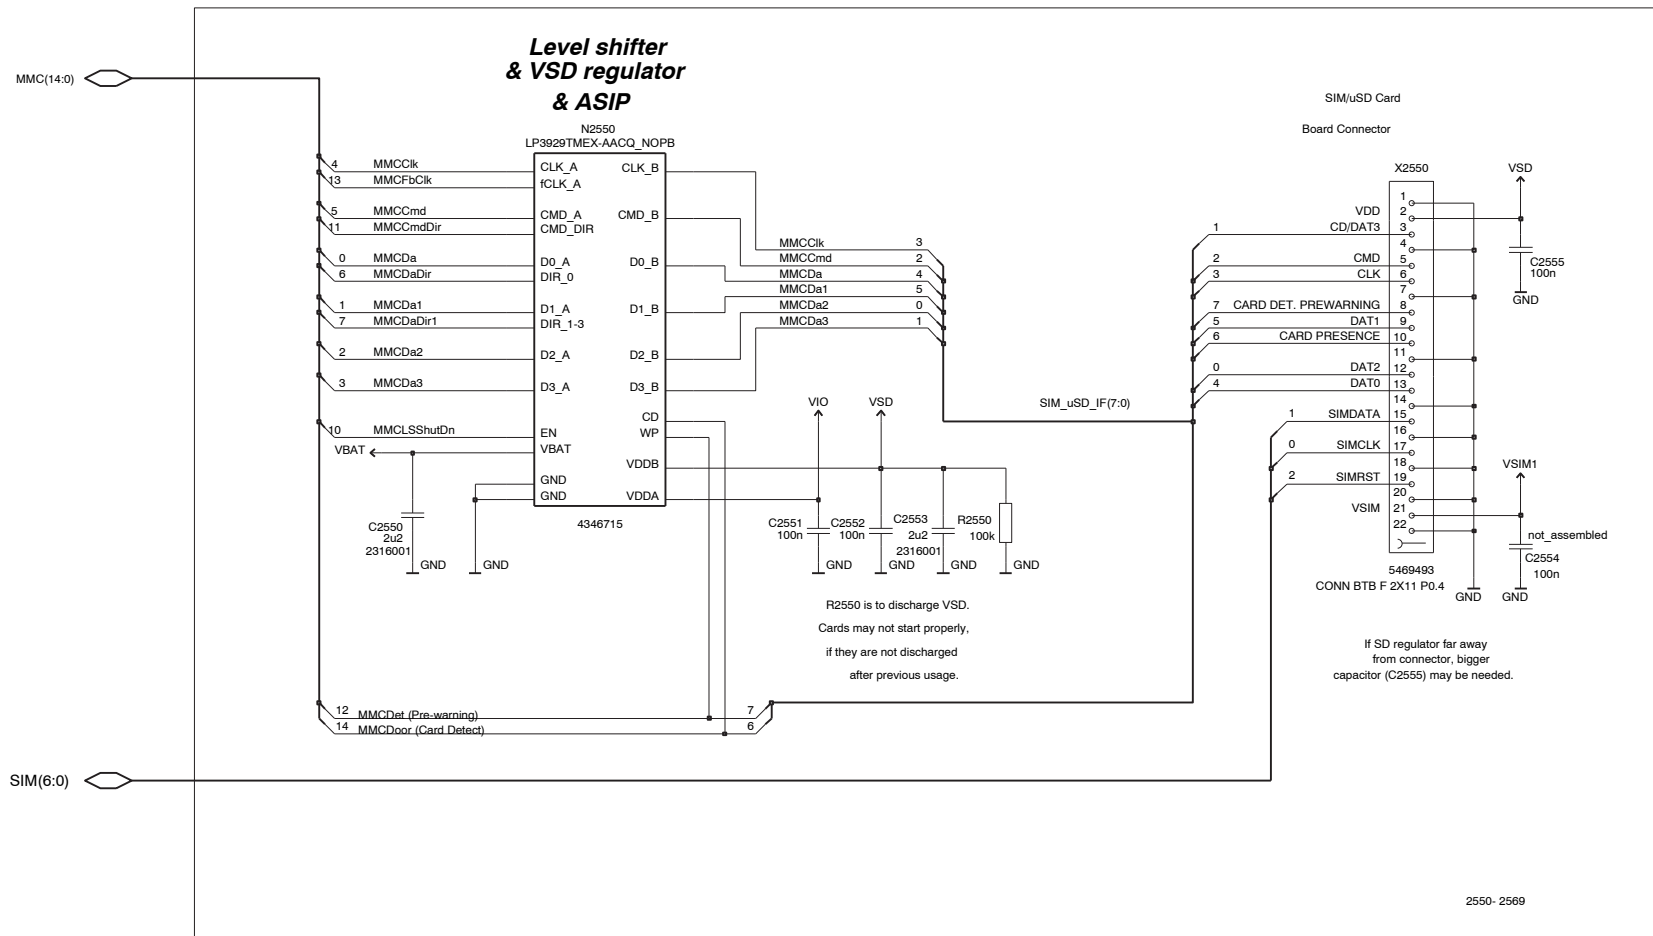 Level shifter
& VSD regulator
& ASIP
MMC(14:0)
SIM/uSD Card
Board Connector
N2550
LP3929TMEX-AACQ_NOPB
4 MMCClk CLK_A CLK_B
13 MMCFbClk fCLK_A
5 MMCCmd CMD_A CMD_B
11 MMCCmdDir CMD_DIR
0 MMCDa D0_A D0_B
6 MMCDaDir DIR_0
1 MMCDa1 D1_A D1_B
7 MMCDaDir1 DIR_1-3
2 MMCDa2 D2_A D2_B
3 MMCDa3 D3_A D3_B
CD
10 MMCLSShutDn EN WP
VBAT VBAT
VDDB
GND
GND VDDA
4346715
C2550
2u2
2316001
GND
GND
MMCClk 3
MMCCmd 2
MMCDa 4
MMCDa1 5
MMCDa2 0
MMCDa3 1
SIM_uSD_IF(7:0)
VIO
VSD
C2551
100n
GND
C2552
100n
GND
C2553
2u2
2316001
GND
R2550
100k
GND
R2550 is to discharge VSD.
Cards may not start properly,
if they are not discharged
after previous usage.
X2550
1
VDD 2
1 CD/DAT3 3
4
2 CMD 5
3 CLK 6
7
7 CARD DET. PREWARNING 8
5 DAT1 9
6 CARD PRESENCE 10
11
0 DAT2 12
4 DAT0 13
14
1 SIMDATA 15
16
0 SIMCLK 17
18
2 SIMRST 19
20
VSIM 21
22
5469493
CONN BTB F 2X11 P0.4
GND
VSD
C2555
100n
GND
VSIM1
not_assembled
C2554
100n
GND
If SD regulator far away
from connector, bigger
capacitor (C2555) may be needed.
12 MMCDet (Pre-warning) 7
14 MMCDoor (Card Detect) 6
SIM(6:0)
2550- 2569